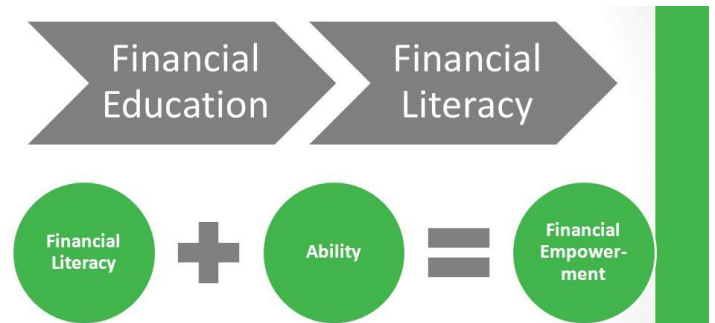 Financial
Education
Financial
Literacy
Financial
Literacy
Ability
Financial
Empower-
ment